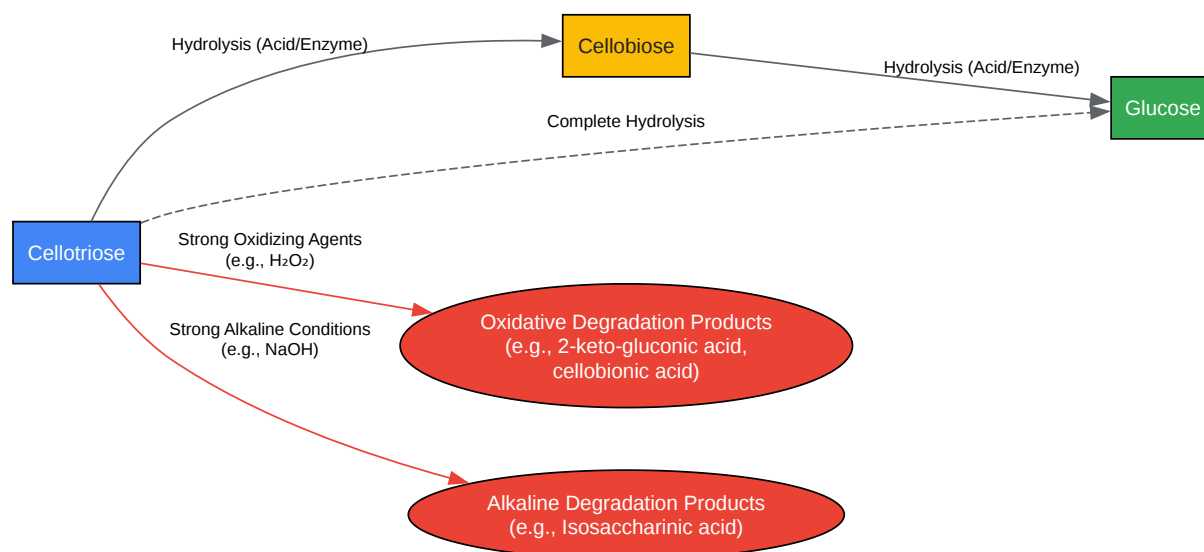 Hydrolysis (Acid/Enzyme)
Cellobiose
Hydrolysis (Acid/Enzyme)
Glucose
Complete Hydrolysis
Cellotriose
Strong Oxidizing Agents
(e.g., H₂O₂)
Oxidative Degradation Products
(e.g., 2-keto-gluconic acid,
cellobionic acid)
Strong Alkaline Conditions
(e.g., NaOH)
Alkaline Degradation Products
(e.g., Isosaccharinic acid)